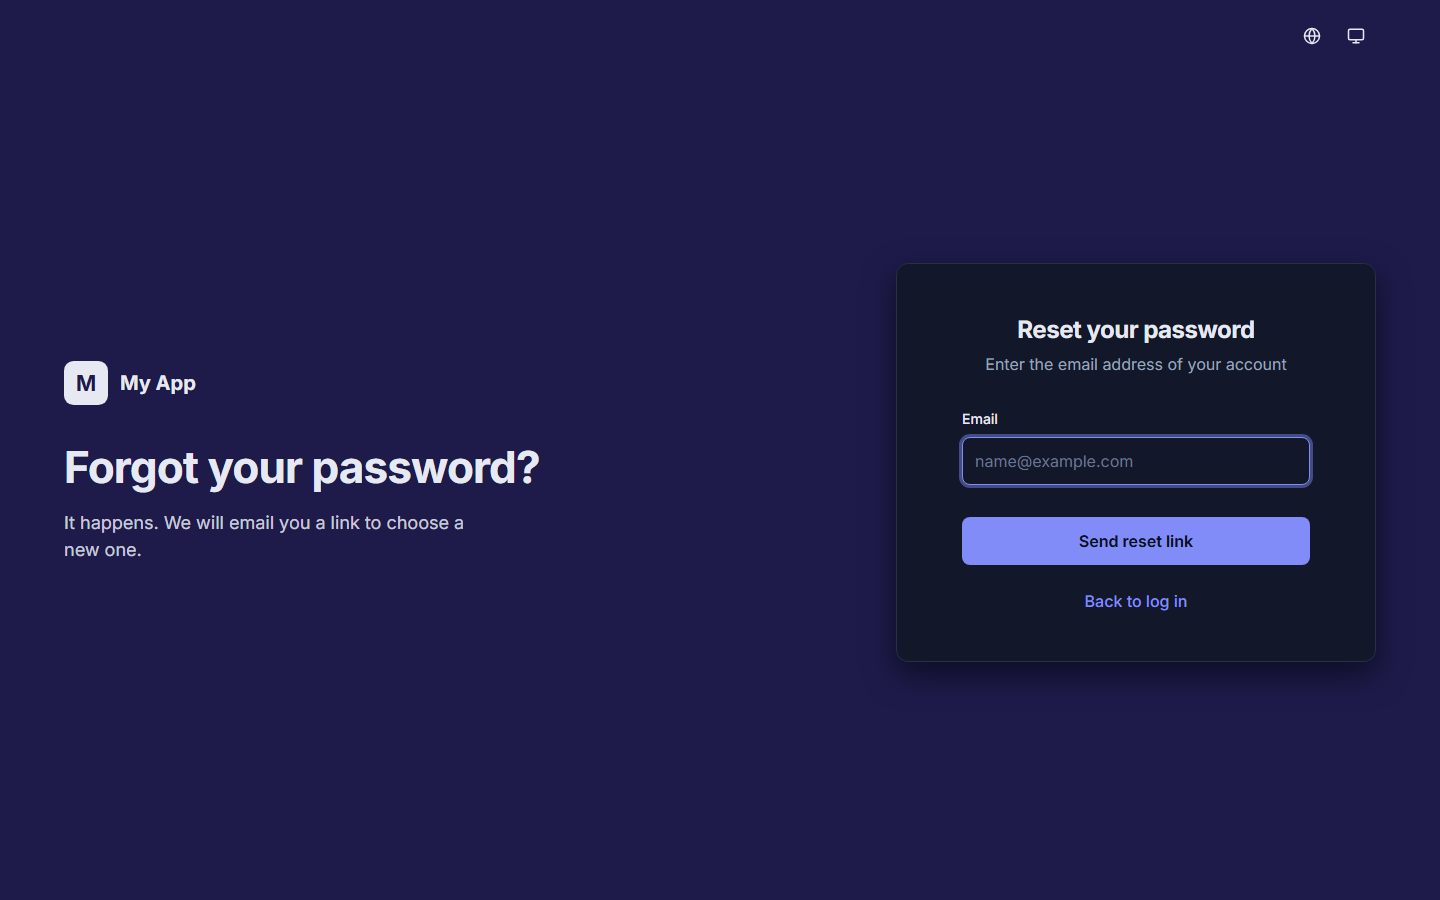 M
My App
Forgot your password?
It happens. We will email you a link to choose a
new one.
Reset your password
Enter the email address of your account
Email
name@example.com
Send reset link
Back to log in